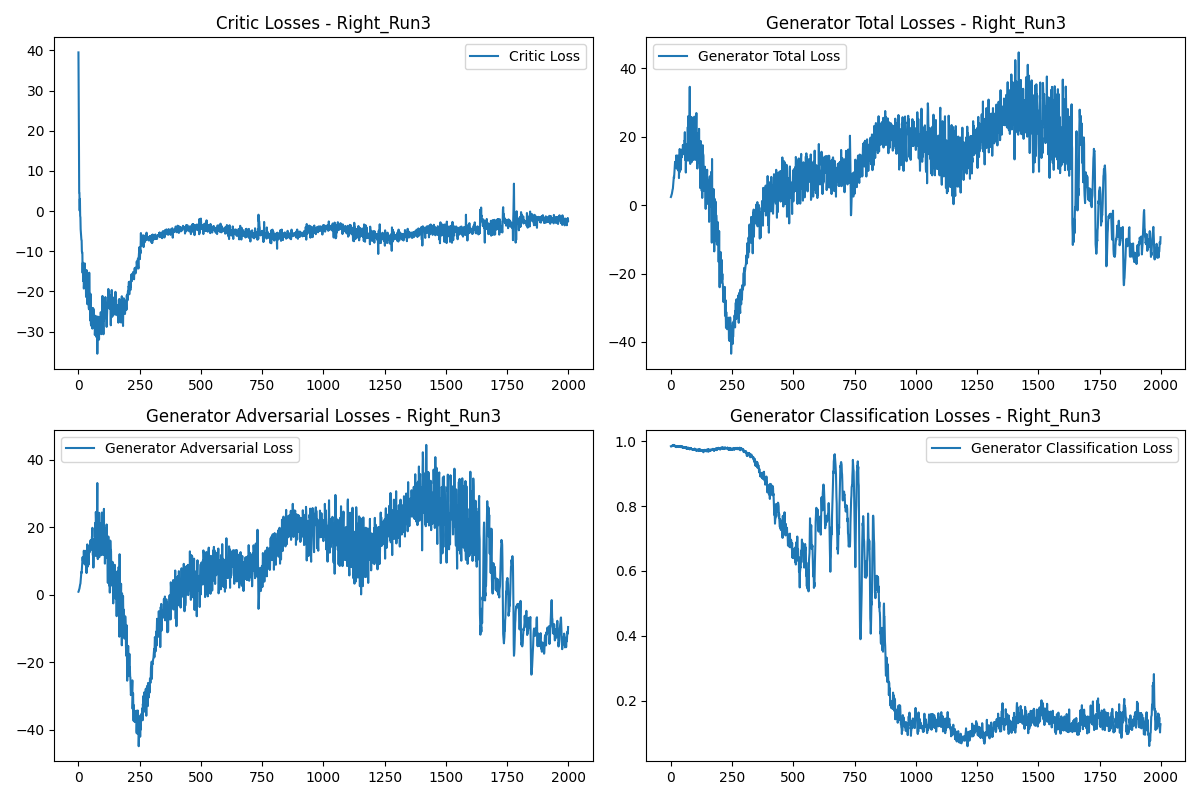 Critic Losses - Right_Run3
Critic Loss
40
30
20
10
0
−10
−20
−30
0 250 500 750 1000 1250 1500 1750 2000
Generator Total Losses - Right_Run3
Generator Total Loss
40
20
0
−20
−40
0 250 500 750 1000 1250 1500 1750 2000
Generator Adversarial Losses - Right_Run3
Generator Adversarial Loss
40
20
0
−20
−40
0 250 500 750 1000 1250 1500 1750 2000
Generator Classification Losses - Right_Run3
Generator Classification Loss
1.0
0.8
0.6
0.4
0.2
0 250 500 750 1000 1250 1500 1750 2000